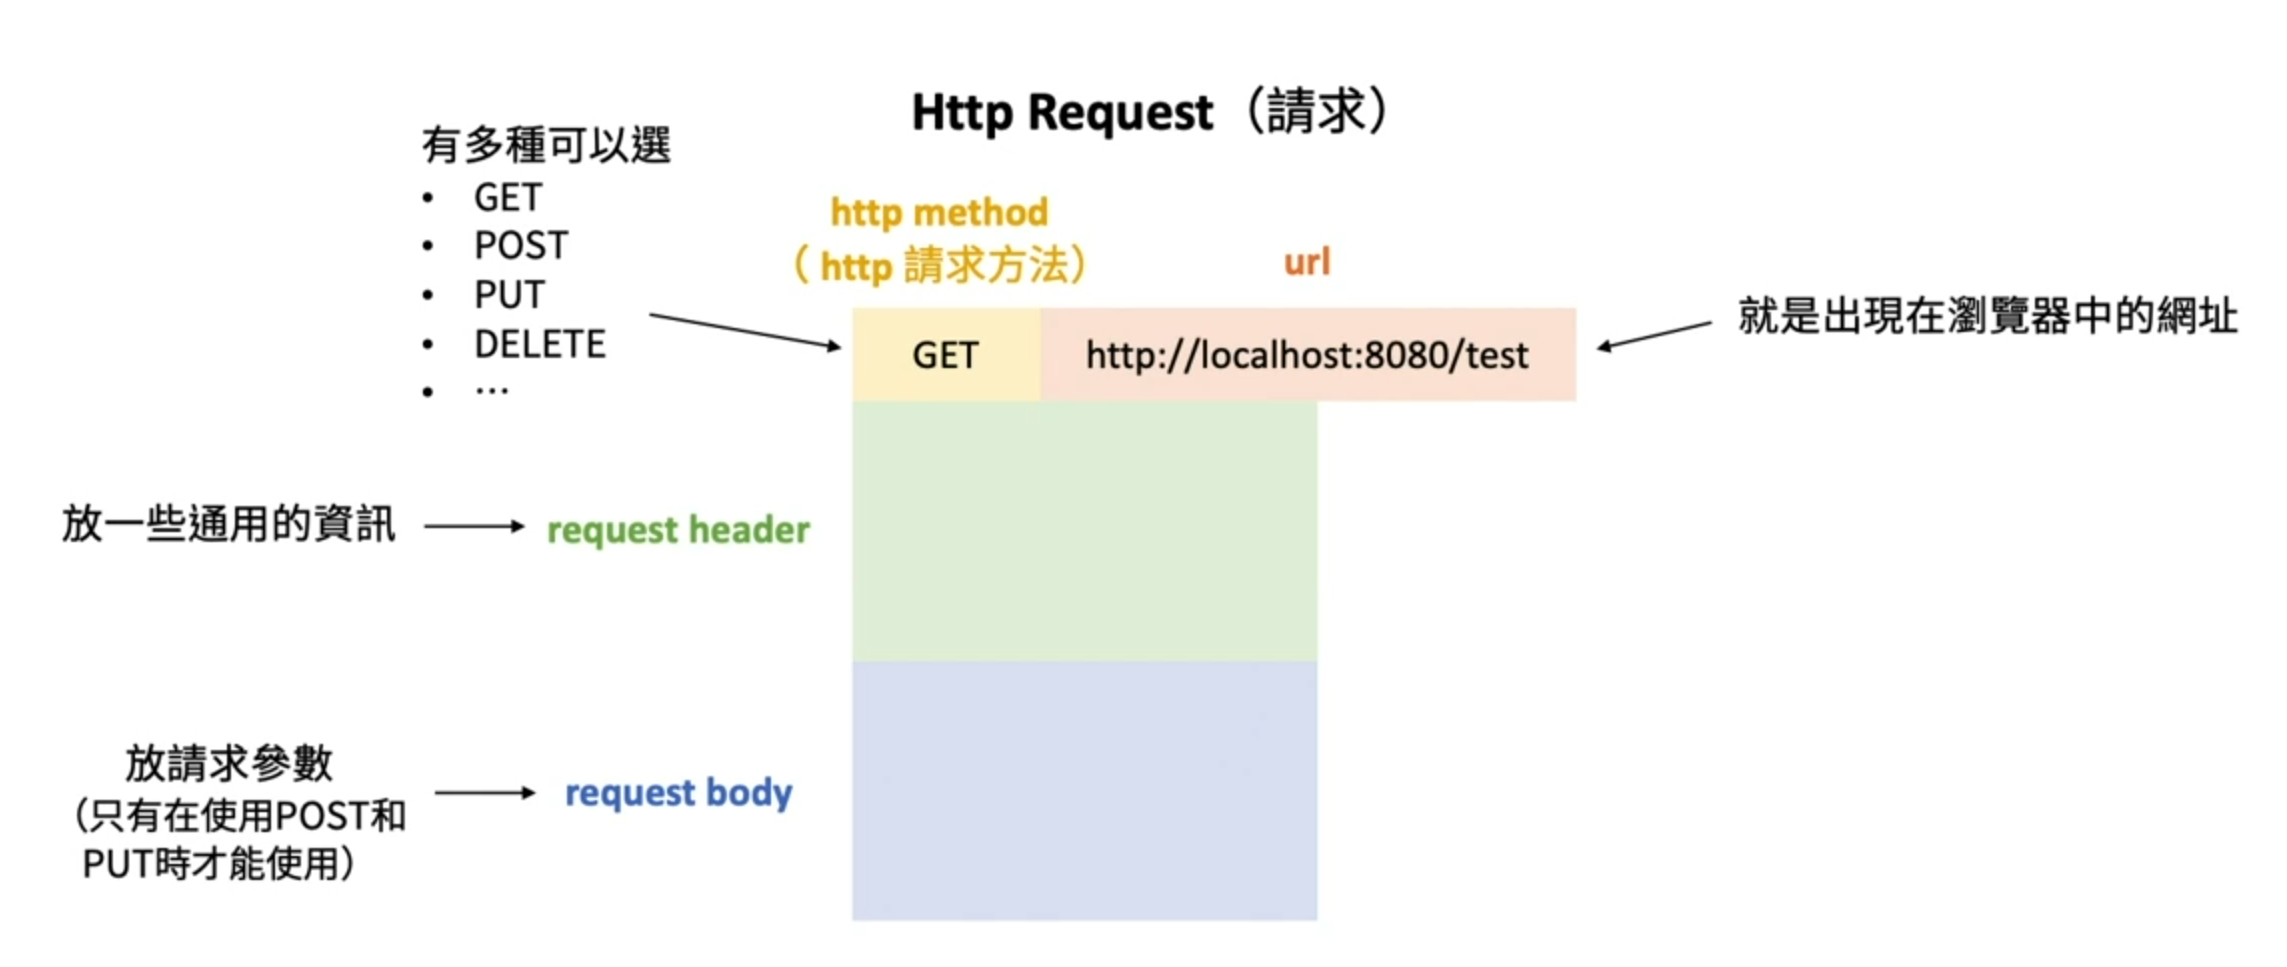 Http Request（請求）
有多種可以選
• GET
• POST
• PUT
• DELETE
• …
http method
（ http 請求方法）
url
GET
http://localhost:8080/test
就是出現在瀏覽器中的網址
放一些通用的資訊
request header
放請求參數
（只有在使用POST和
PUT時才能使用）
request body